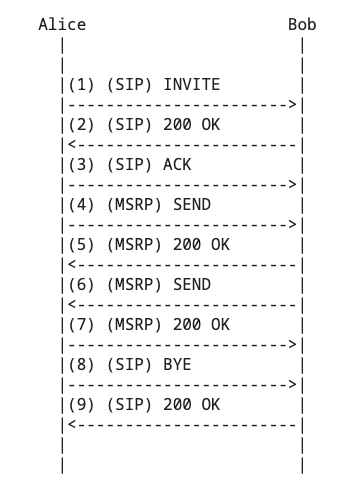 Alice Bob
(1) (SIP) INVITE
(2) (SIP) 200 OK
(3) (SIP) ACK
(4) (MSRP) SEND
(5) (MSRP) 200 OK
(6) (MSRP) SEND
(7) (MSRP) 200 OK
(8) (SIP) BYE
(9) (SIP) 200 OK